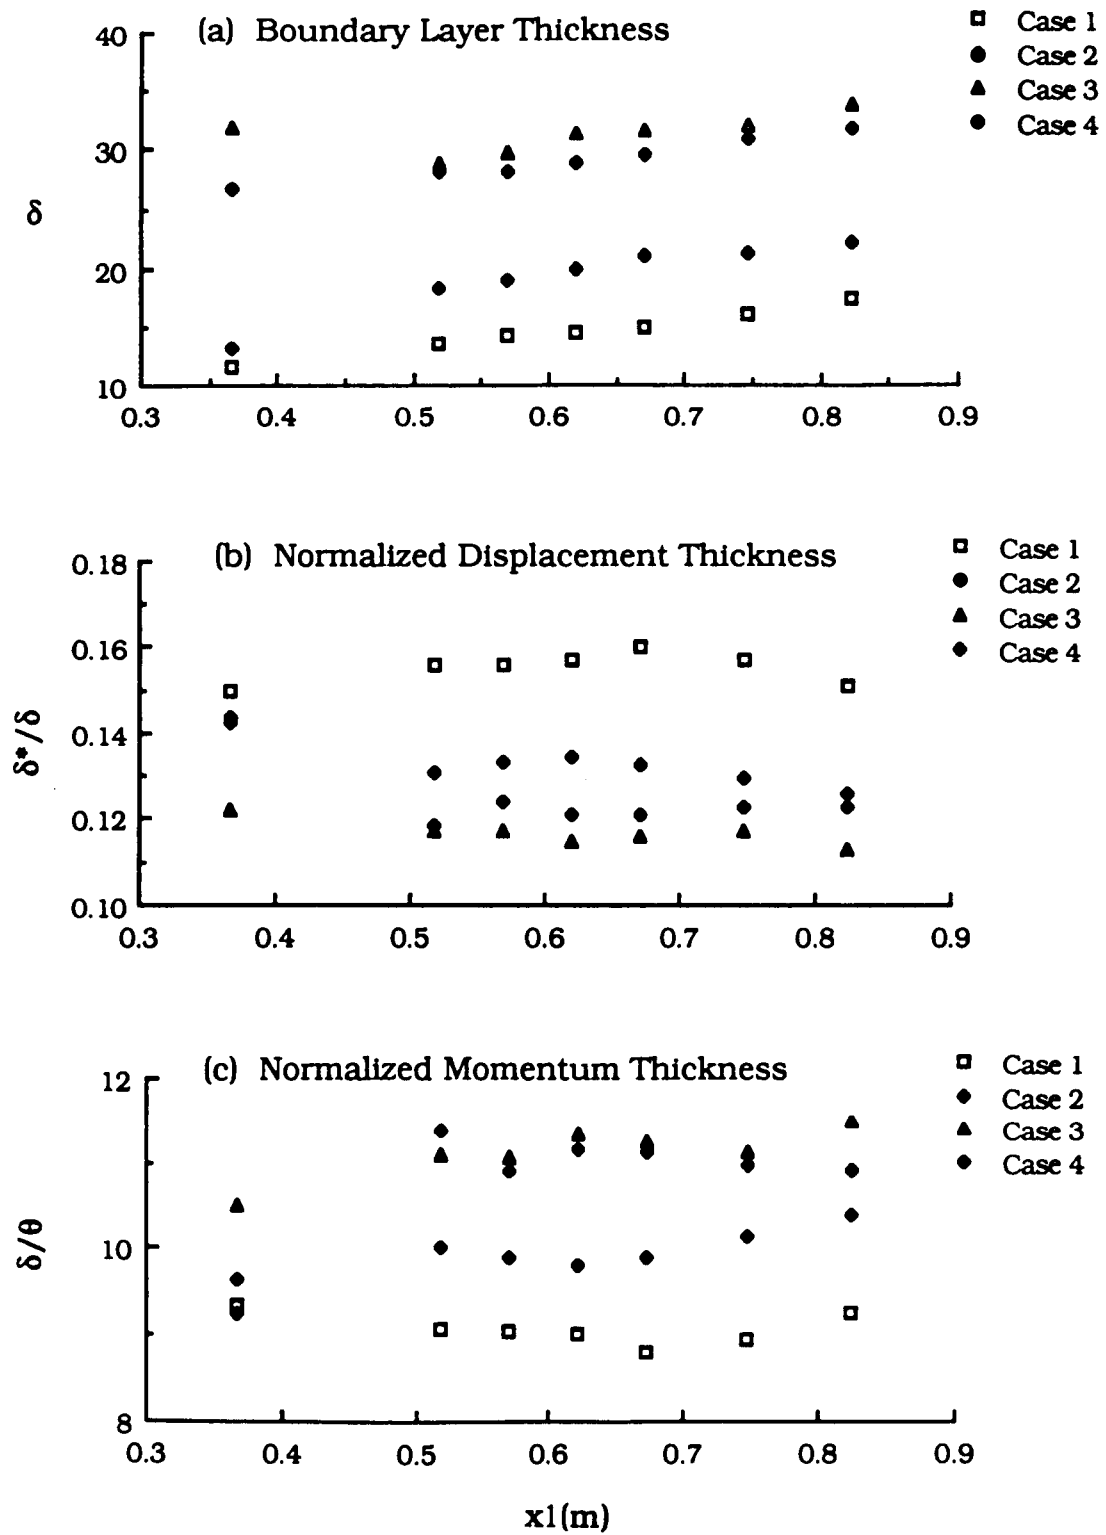 (a) Boundary Layer Thickness
Case 1
Case 2
Case 3
Case 4
40
30
20
10
δ
0.3 0.4 0.5 0.6 0.7 0.8 0.9
(b) Normalized Displacement Thickness
Case 1
Case 2
Case 3
Case 4
0.18
0.16
0.14
0.12
0.10
δ*/δ
0.3 0.4 0.5 0.6 0.7 0.8 0.9
(c) Normalized Momentum Thickness
Case 1
Case 2
Case 3
Case 4
12
10
8
δ/θ
0.3 0.4 0.5 0.6 0.7 0.8 0.9
x1(m)